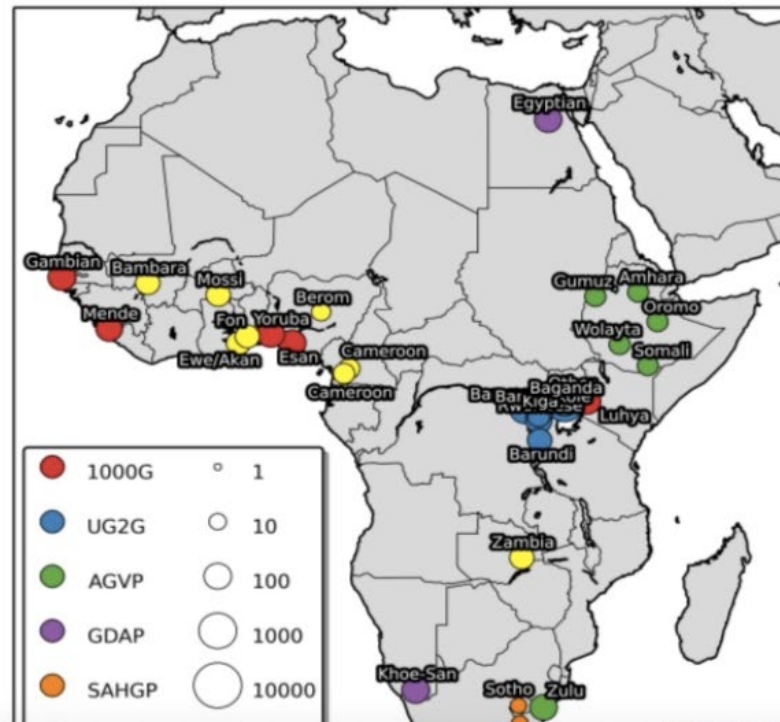 Egyptian
Gambian
Bambara
Mossi
Gumuz
Amhara
Berom
Oromo
Mende
Fon
Yoruba
Wolayta
Ewe/Akan
Esan
Cameroon
Somali
Cameroon
Baganda
Kiga
Luhya
Barundi
1000G
1
UG2G
10
Zambia
AGVP
100
GDAP
1000
Khoe-San
SAHGP
10000
Sotho
Zulu